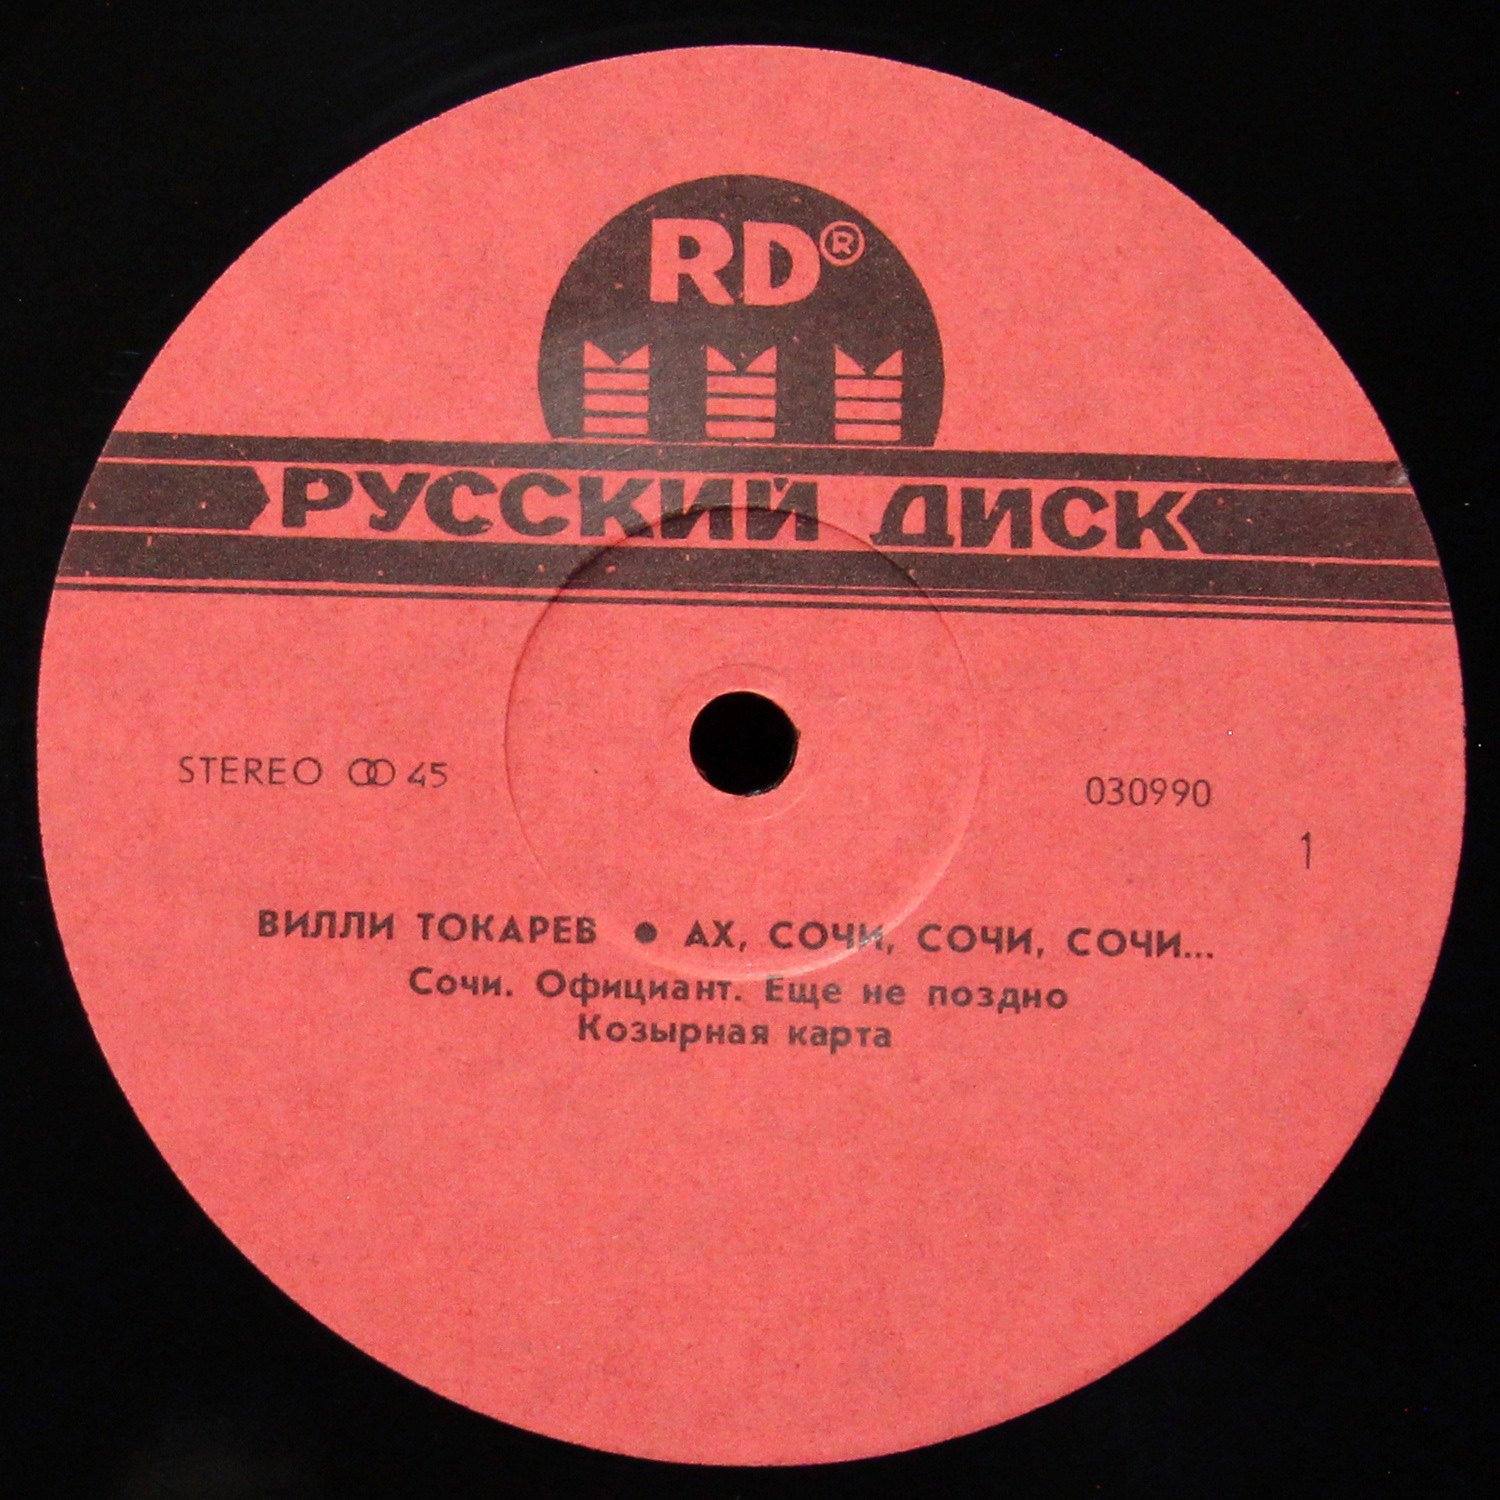 RD®
РУССКИЙ ДИСК
STEREO ꝏ 45
030990
1
ВИЛЛИ ТОКАРЕВ ● АХ, СОЧИ, СОЧИ, СОЧИ...
Сочи. Официант. Еще не поздно
Козырная карта